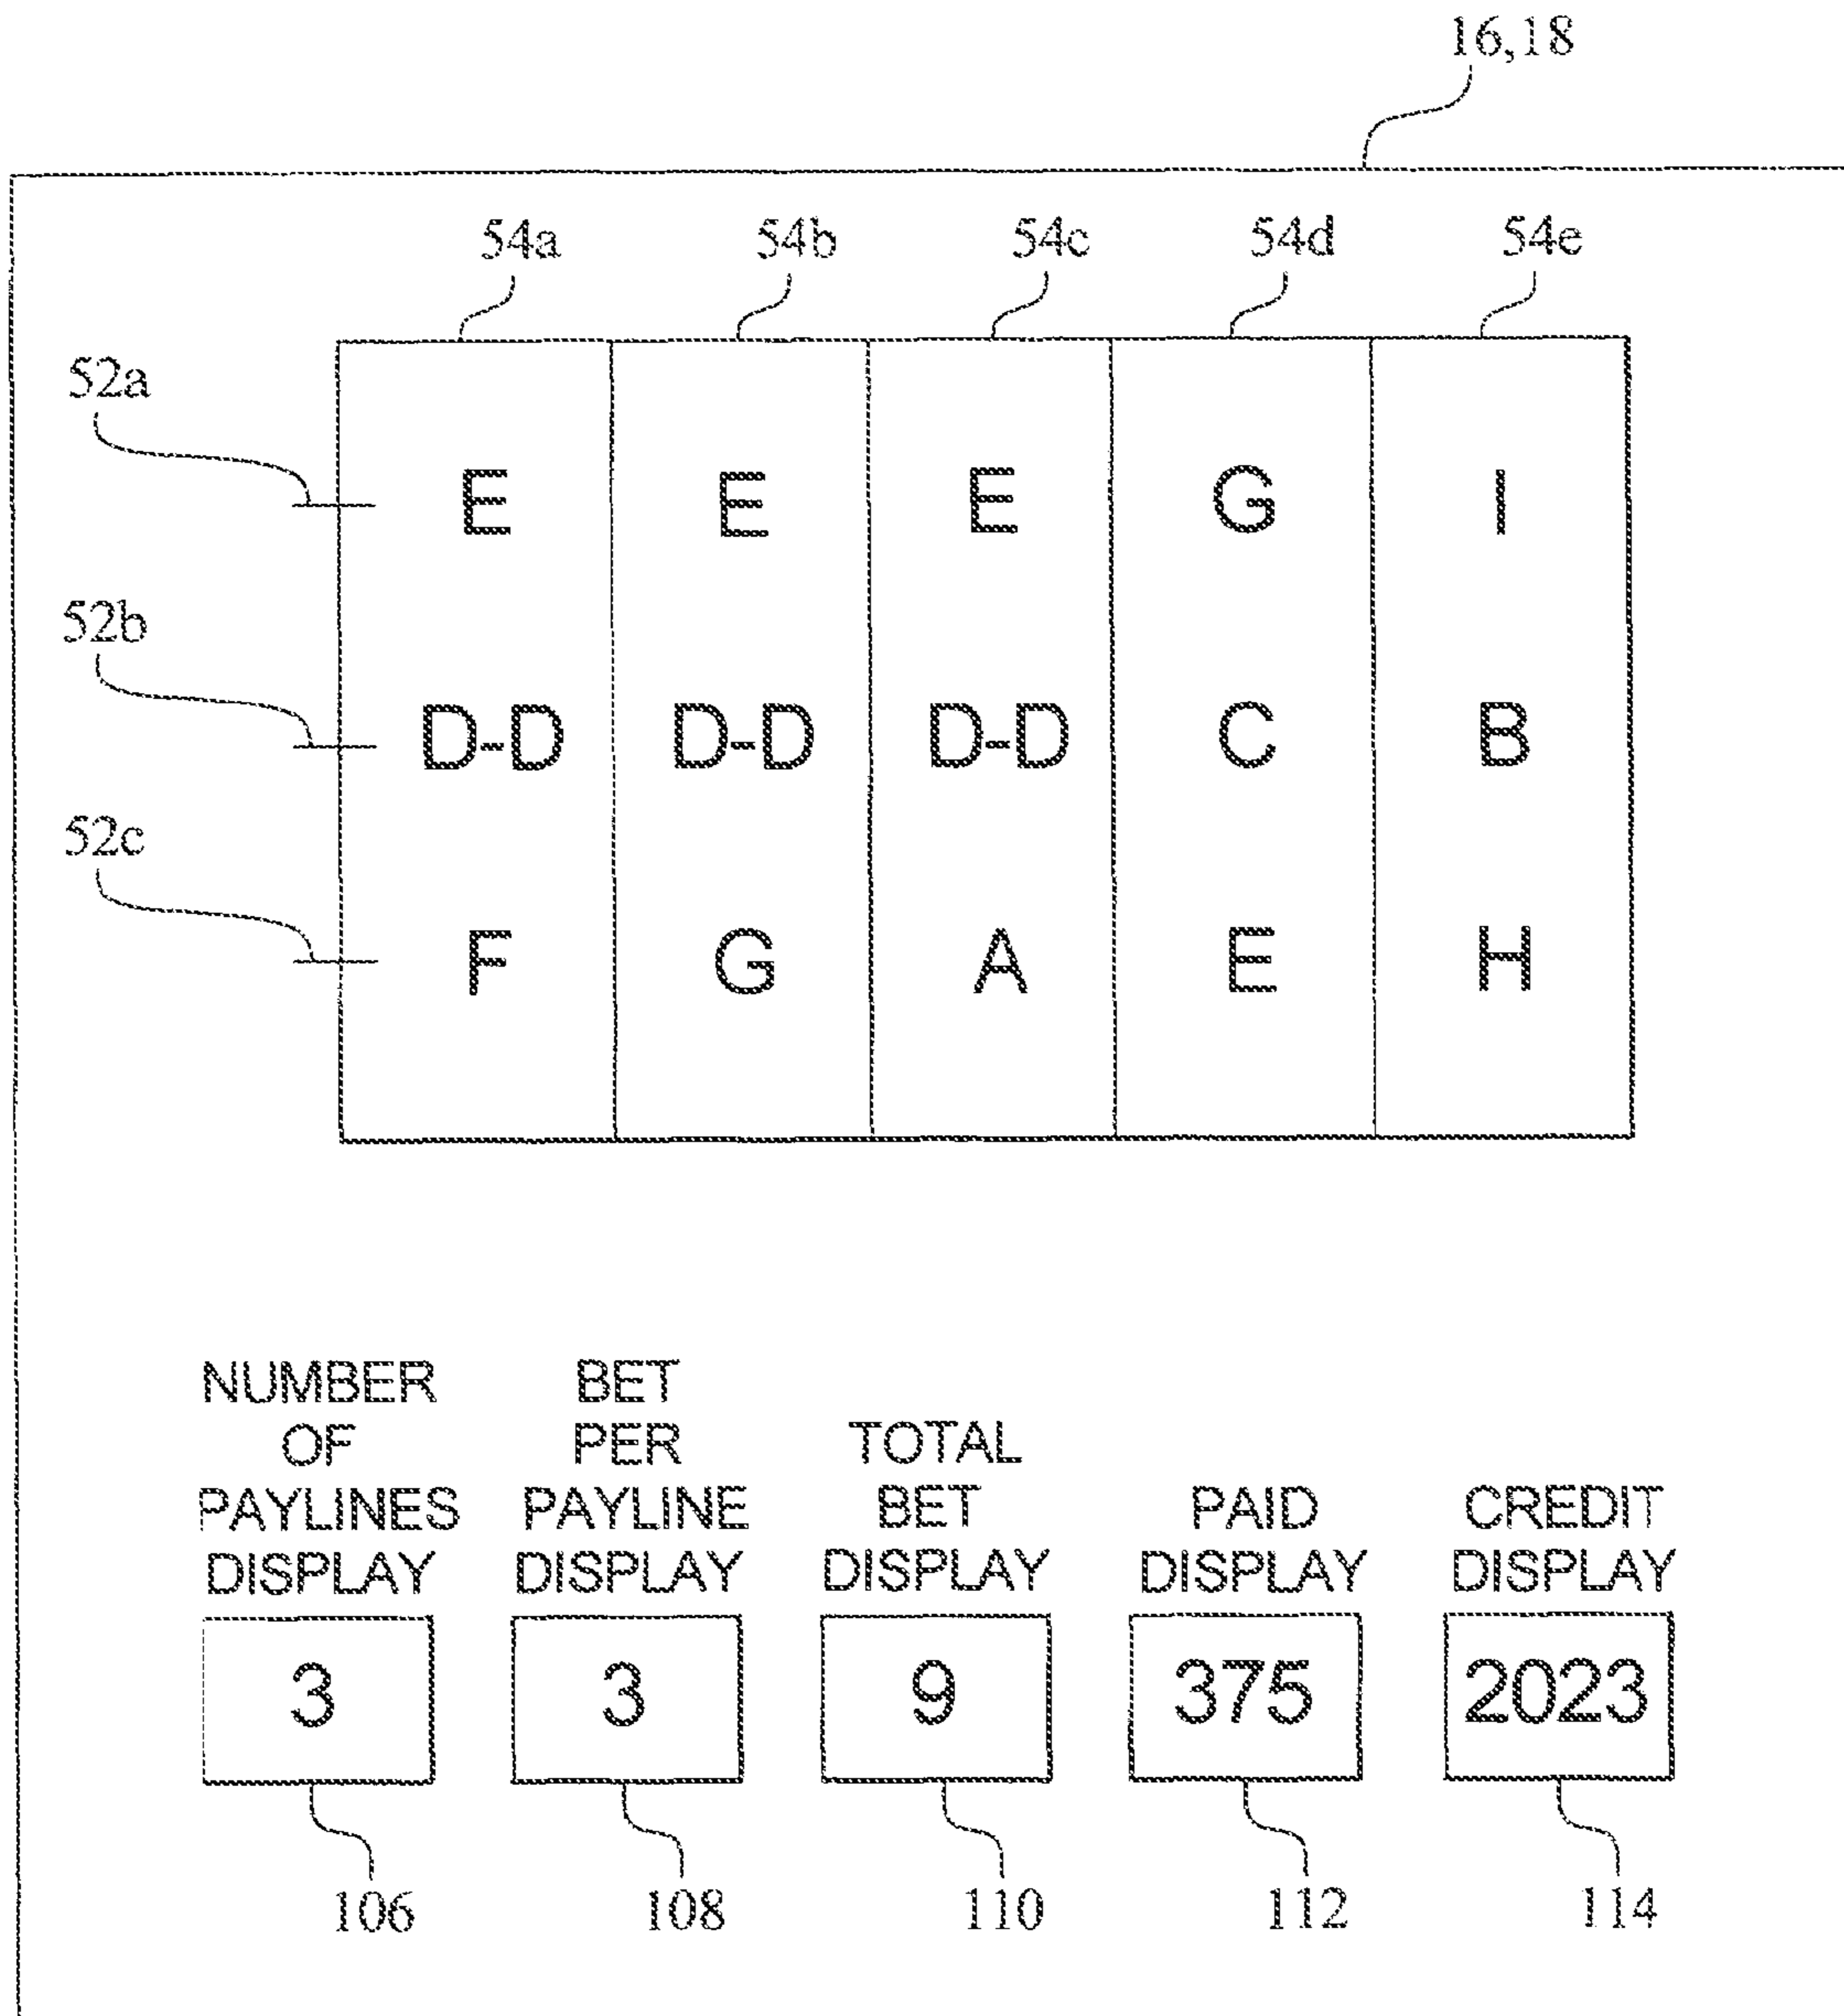 16,18
54a 54b 54c 54d 54e
52a
E E E G I
52b
D-D D-D D-D C B
52c
F G A E H
NUMBER
OF
PAYLINES
DISPLAY
BET
PER
PAYLINE
DISPLAY
TOTAL
BET
DISPLAY
PAID
DISPLAY
CREDIT
DISPLAY
3 3 9 375 2023
106 108 110 112 114